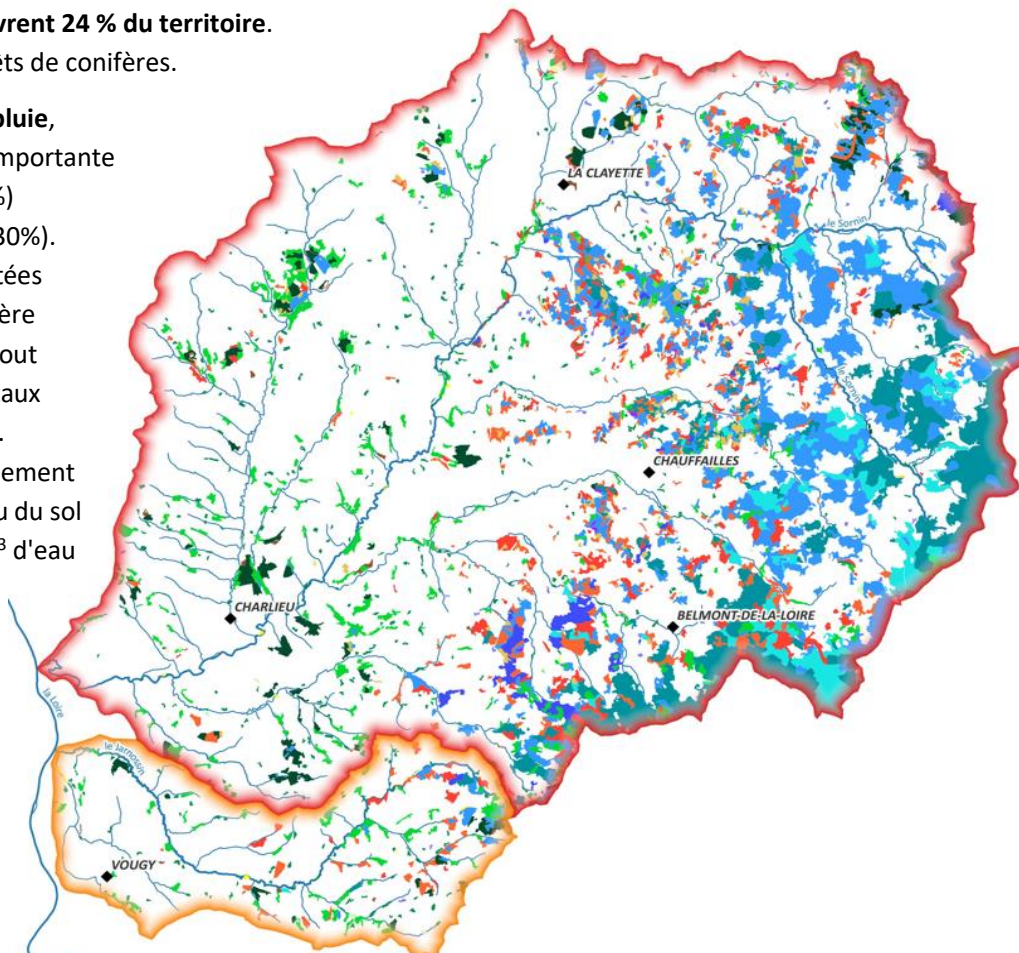 vrent 24 % du territoire.
ts de conifères.
pluie,
mportante
%)
30%).
tées
ère
out
aux
.
ement
u du sol
³ d'eau
LA CLAYETTE
le Sornin
le Sornin
CHAUFFAILLES
CHARLIEU
BELMONT-DE-LA-LOIRE
la Loire
le Jarnossin
VOUGY